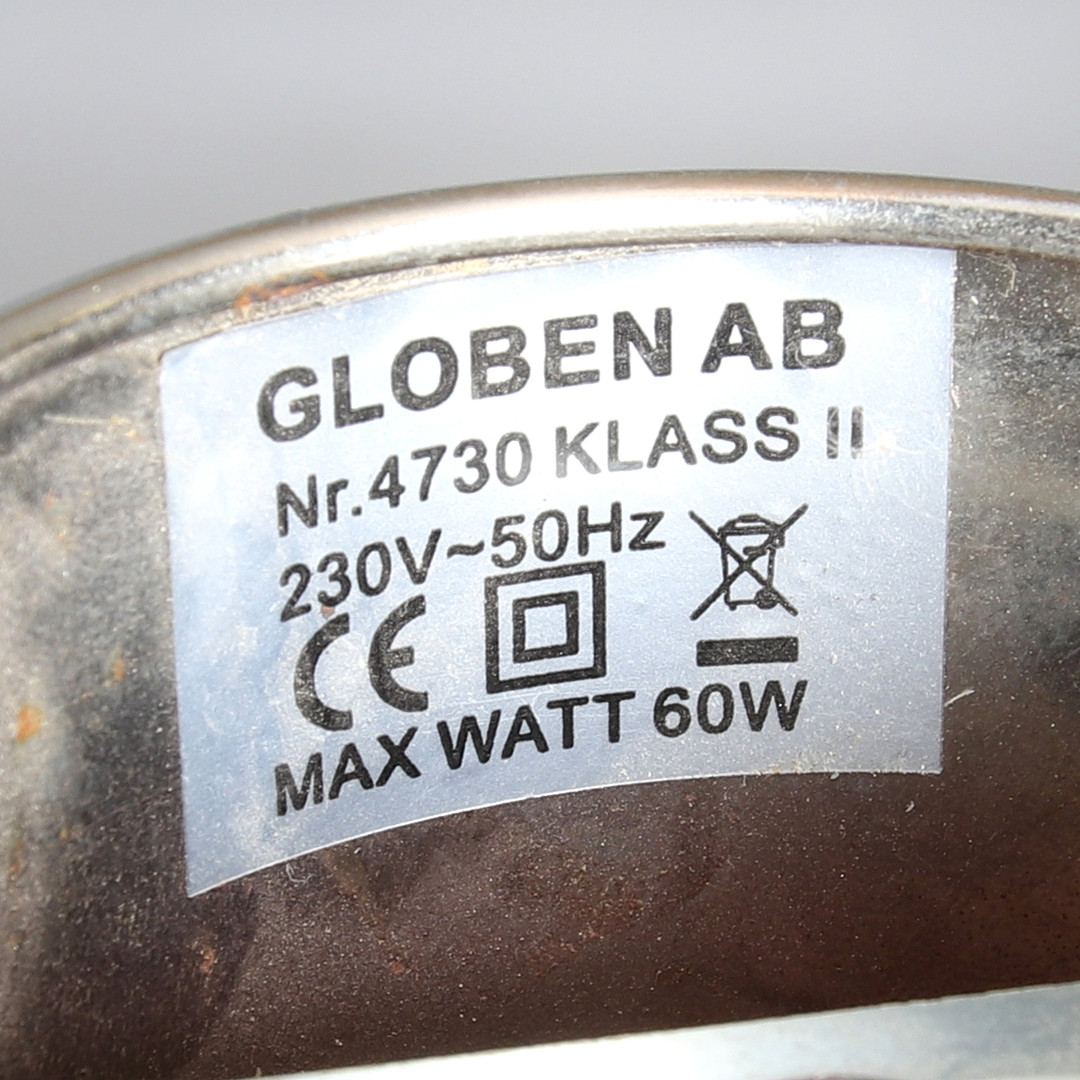 GLOBEN AB
Nr.4730 KLASS II
230V~50Hz
CE
MAX WATT 60W